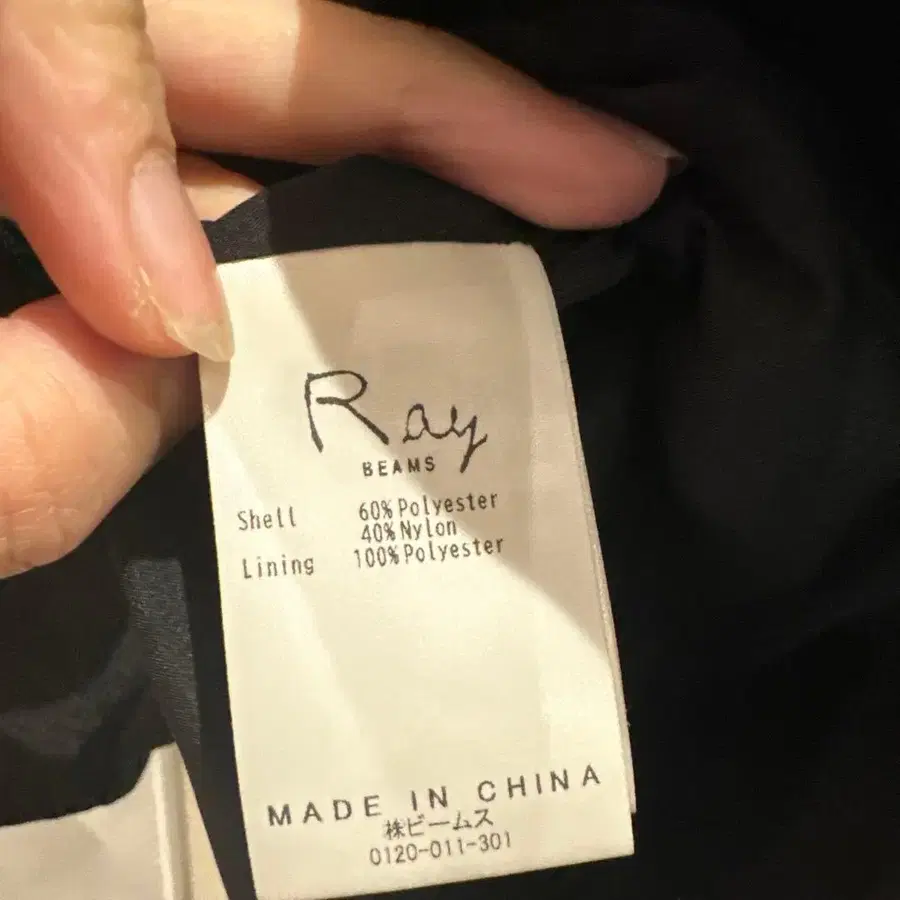 Ray
BEAMS
Shell 60% Polyester
40% Nylon
Lining 100% Polyester
MADE IN CHINA
株ビームス
0120-011-301